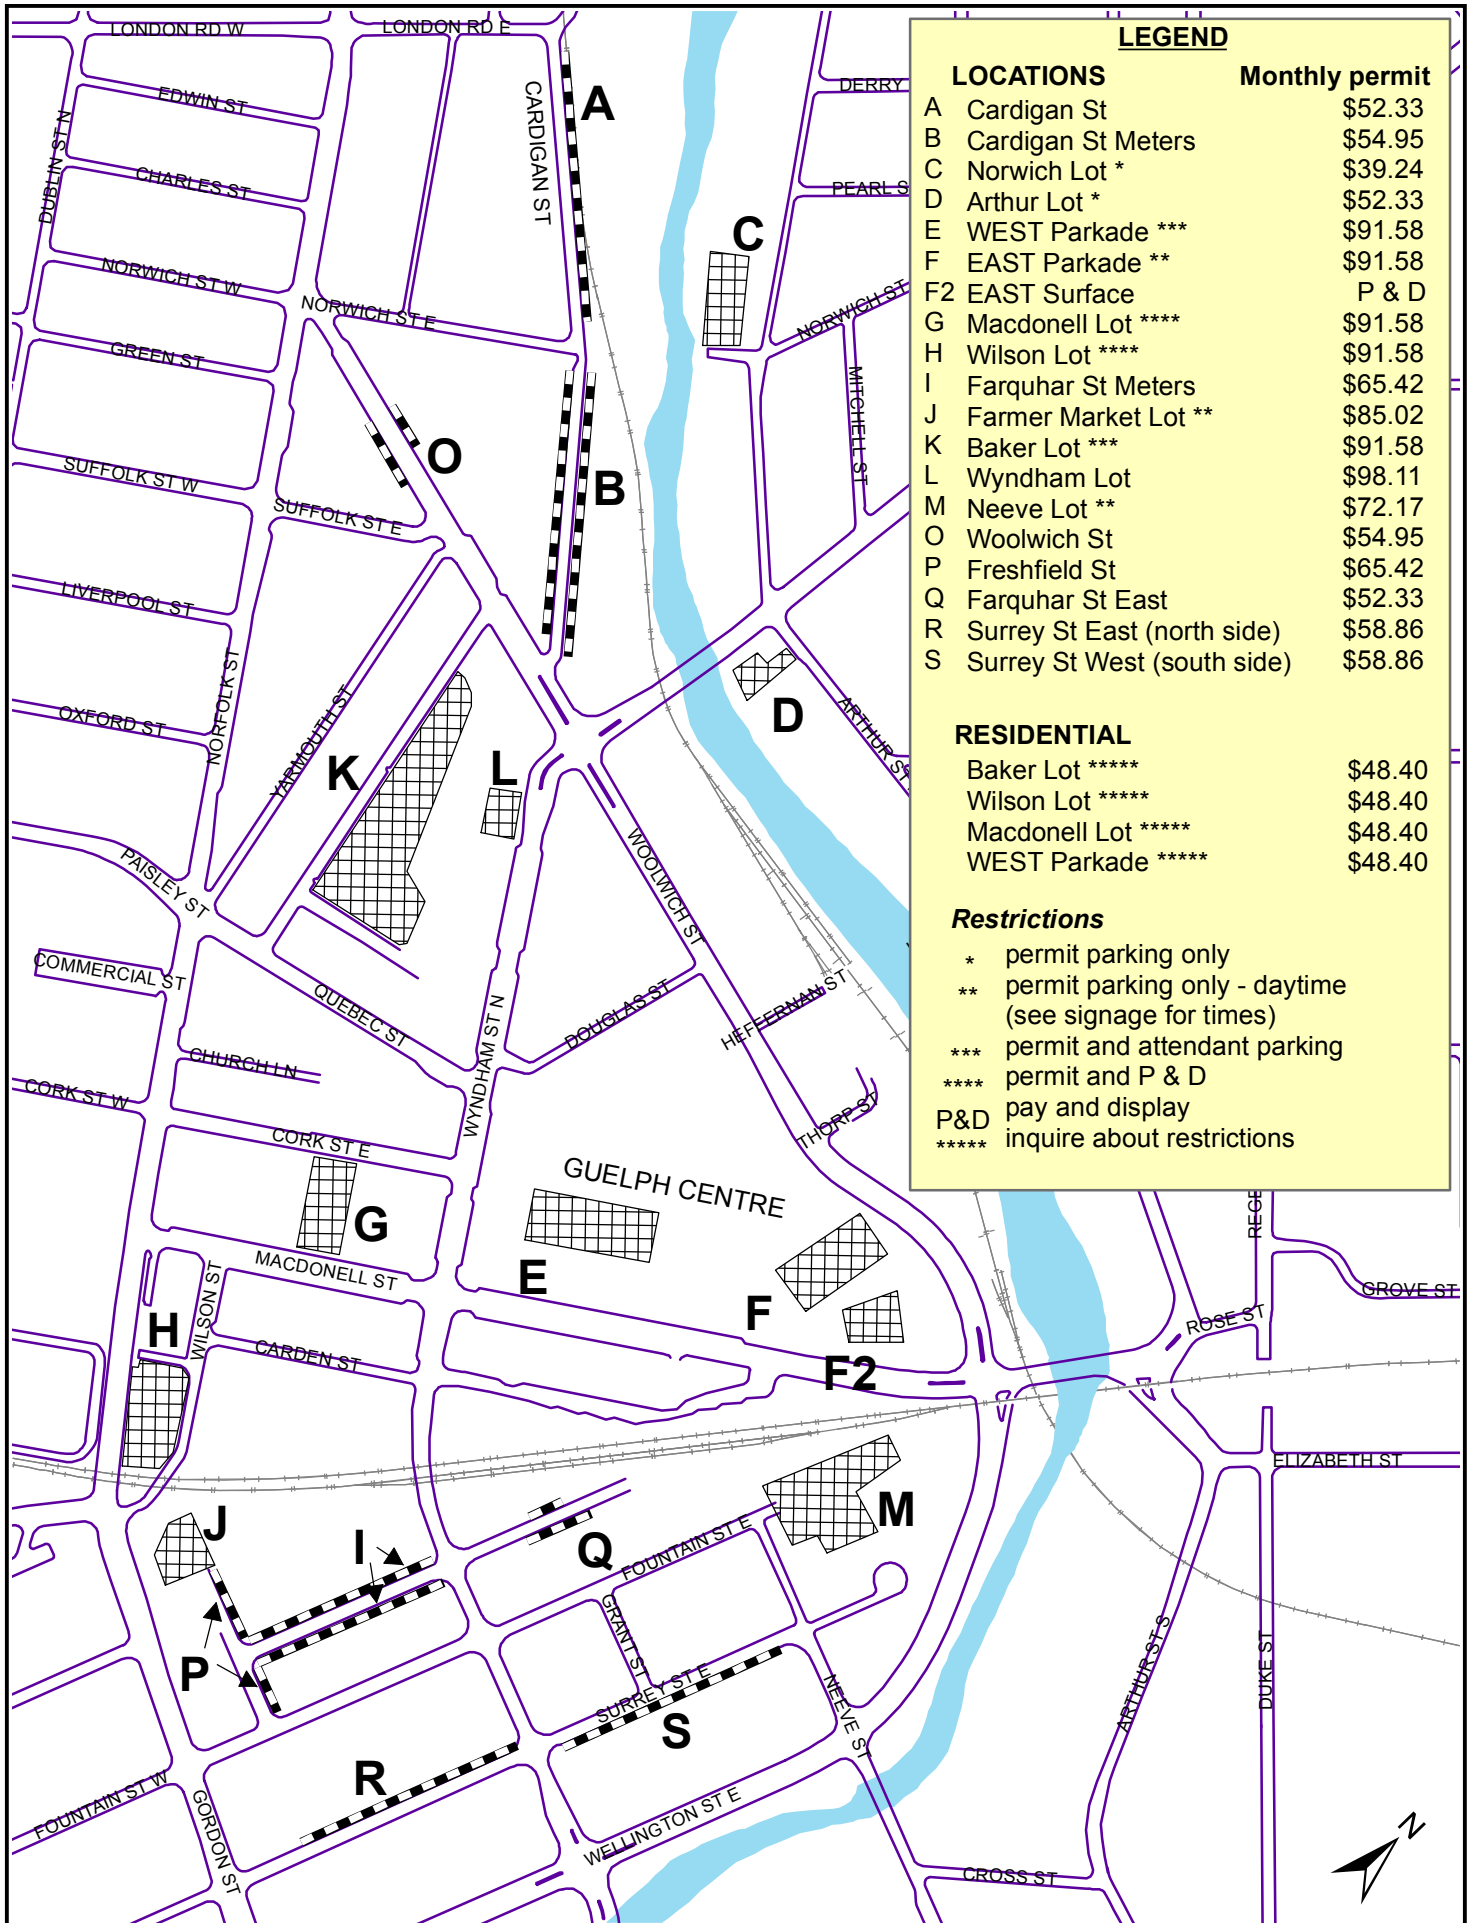 LEGEND
LOCATIONS Monthly permit
A Cardigan St $52.33
B Cardigan St Meters $54.95
C Norwich Lot * $39.24
D Arthur Lot * $52.33
E WEST Parkade *** $91.58
F EAST Parkade ** $91.58
F2 EAST Surface P & D
G Macdonell Lot **** $91.58
H Wilson Lot **** $91.58
I Farquhar St Meters $65.42
J Farmer Market Lot ** $85.02
K Baker Lot *** $91.58
L Wyndham Lot $98.11
M Neeve Lot ** $72.17
O Woolwich St $54.95
P Freshfield St $65.42
Q Farquhar St East $52.33
R Surrey St East (north side) $58.86
S Surrey St West (south side) $58.86
RESIDENTIAL
Baker Lot ***** $48.40
Wilson Lot ***** $48.40
Macdonell Lot ***** $48.40
WEST Parkade ***** $48.40
Restrictions
* permit parking only
** permit parking only - daytime
(see signage for times)
*** permit and attendant parking
**** permit and P & D
P&D pay and display
***** inquire about restrictions
LONDON RD W
LONDON RD E
EDWIN ST
CARDIGAN ST
A
DERRY
DUBLIN ST N
CHARLES ST
PEARL S
C
NORWICH ST W
NORWICH ST E
NORWICH ST
GREEN ST
MITCHELL ST
O
B
SUFFOLK ST W
SUFFOLK ST E
LIVERPOOL ST
NORFOLK ST
OXFORD ST
YARMOUTH ST
K
L
D
ARTHUR ST
WOOLWICH ST
PAISLEY ST
COMMERCIAL ST
QUEBEC ST
WYNDHAM ST N
DOUGLAS ST
HEFFERNAN ST
CHURCH LN
CORK ST W
CORK ST E
THORP ST
GUELPH CENTRE
G
E
F
F2
MACDONELL ST
H
WILSON ST
CARDEN ST
REGE
GROVE ST
ROSE ST
ELIZABETH ST
J
I
Q
M
FOUNTAIN ST E
GRANT ST
P
SURREY ST E
S
NEEVE ST
ARTHUR ST S
DUKE ST
R
FOUNTAIN ST W
GORDON ST
WELLINGTON ST E
CROSS ST
N